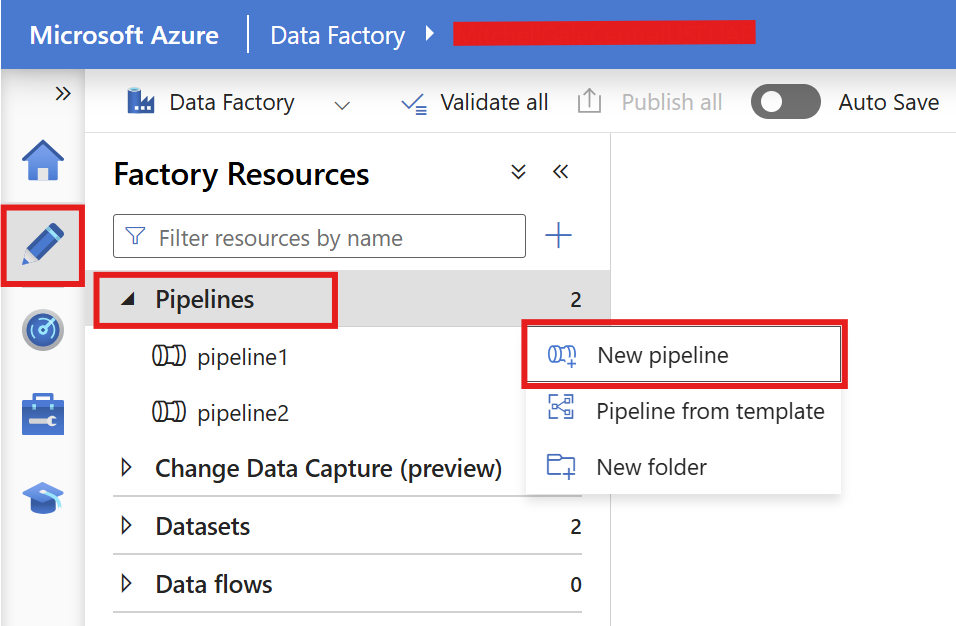 Microsoft Azure Data Factory
Data Factory Validate all Publish all Auto Save
Factory Resources
Filter resources by name
Pipelines 2
pipeline1
New pipeline
pipeline2
Pipeline from template
Change Data Capture (preview)
New folder
Datasets 2
Data flows 0